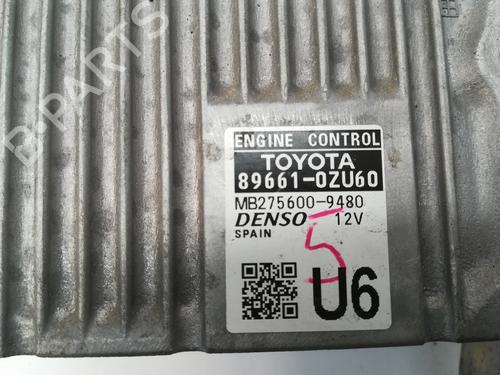 B-PARTS
ENGINE CONTROL
TOYOTA
89661-0ZU60
MB275600-9480
DENSO 12V
SPAIN
5
U6